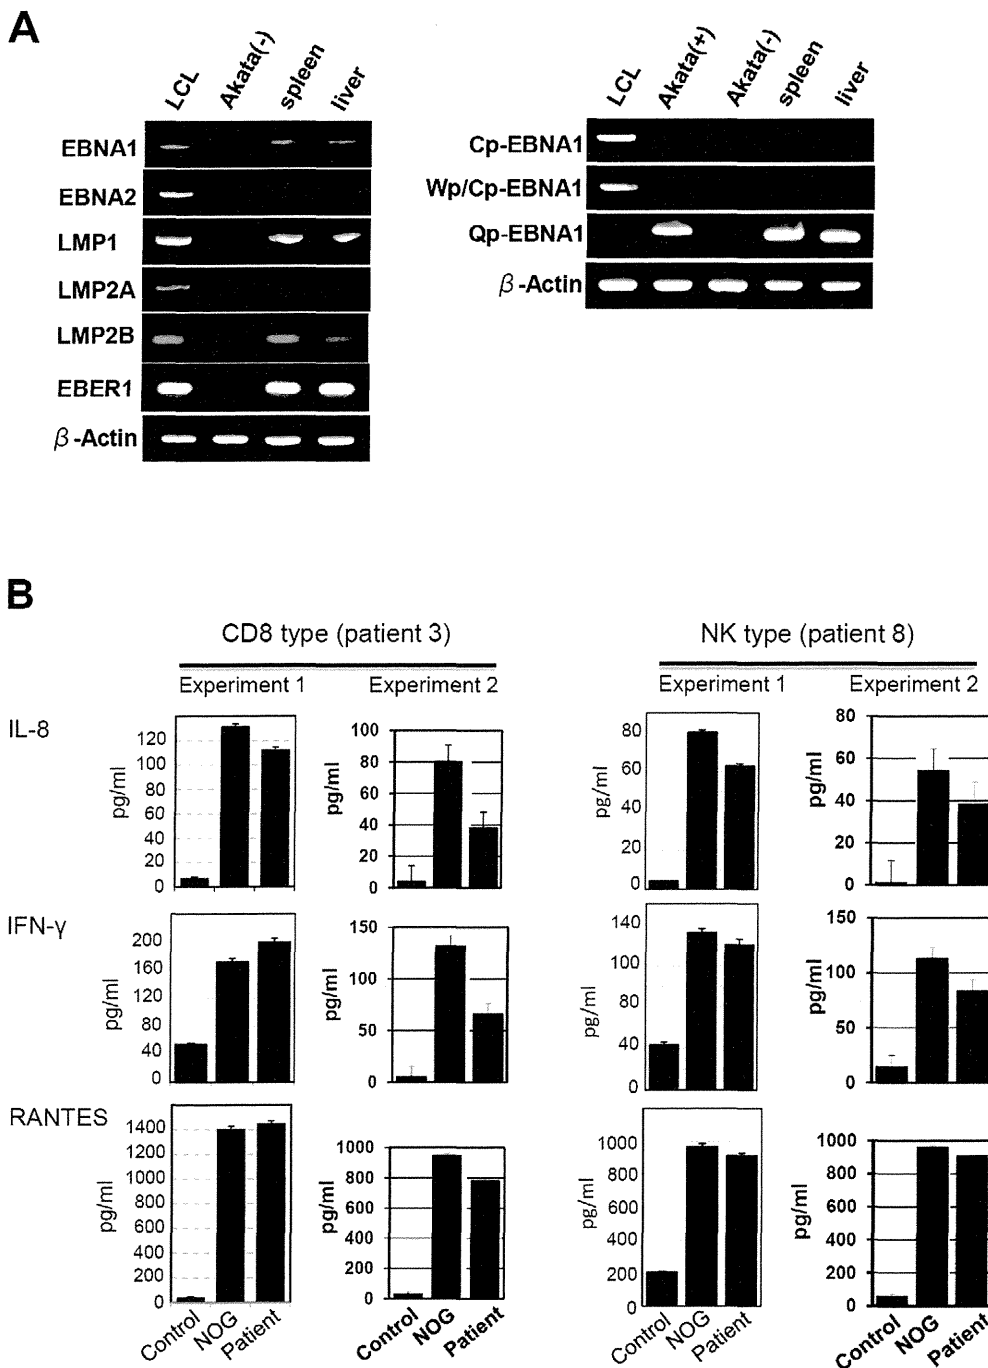 A
LCL Akata(-) spleen liver
EBNA1
EBNA2
LMP1
LMP2A
LMP2B
EBER1
β-Actin
LCL Akata(+) Akata(-) spleen liver
Cp-EBNA1
Wp/Cp-EBNA1
Qp-EBNA1
β-Actin
B
CD8 type (patient 3)
NK type (patient 8)
Experiment 1 Experiment 2 Experiment 1 Experiment 2
IL-8
pg/ml
120
100
80
60
40
20
0
pg/ml
100
80
60
40
20
0
pg/ml
80
60
40
20
0
pg/ml
80
60
40
20
0
IFN-γ
pg/ml
200
160
120
80
40
0
pg/ml
150
100
50
0
pg/ml
140
100
80
40
0
pg/ml
150
100
50
0
RANTES
pg/ml
1400
1200
1000
800
600
400
200
0
pg/ml
1000
800
600
400
200
0
pg/ml
1000
800
600
400
200
0
pg/ml
1000
800
600
400
200
0
Control NOG Patient
Control NOG Patient
Control NOG Patient
Control NOG Patient